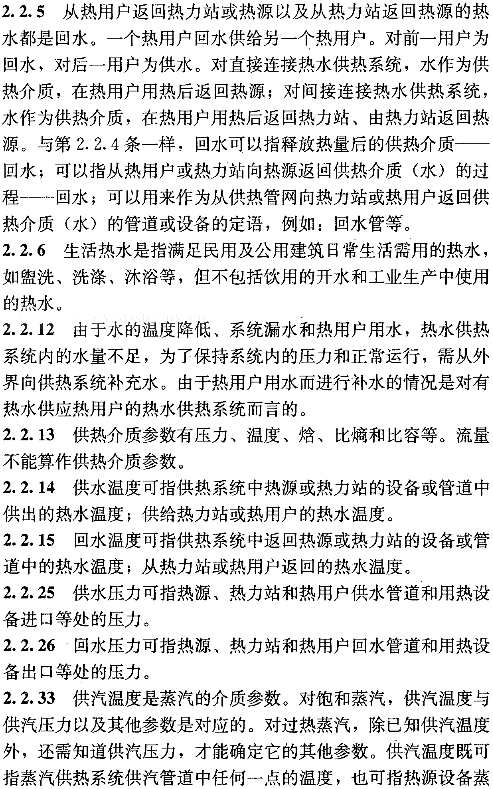 2.2.5 从热用户返回热力站或热源以及从热力站返回热源的热
水都是回水。一个热用户回水供给另一个热用户。对前一用户为
回水，对后一用户为供水。对直接连接热水供热系统，水作为供
热介质，在热用户用热后返回热源；对间接连接热水供热系统，
水作为供热介质，在热用户用热后返回热力站、由热力站返回热
源。与第2.2.4条一样，回水可以指释放热量后的供热介质——
回水；可以指从热用户或热力站向热源返回供热介质（水）的过
程——回水；可以用来作为从供热管网向热力站或热用户返回供
热介质（水）的管道或设备的定语，例如：回水管等。
2.2.6 生活热水是指满足民用及公用建筑日常生活需用的热水，
如盥洗、洗涤、沐浴等，但不包括饮用的开水和工业生产中使用
的热水。
2.2.12 由于水的温度降低、系统漏水和热用户用水，热水供热
系统内的水量不足，为了保持系统内的压力和正常运行，需从外
界向供热系统补充水。由于热用户用水而进行补水的情况是对有
热水供应热用户的热水供热系统而言的。
2.2.13 供热介质参数有压力、温度、焓、比熵和比容等。流量
不能算作供热介质参数。
2.2.14 供水温度可指供热系统中热源或热力站的设备或管道中
供出的热水温度；供给热力站或热用户的热水温度。
2.2.15 回水温度可指供热系统中返回热源或热力站的设备或管
道中的热水温度；从热力站或热用户返回的热水温度。
2.2.25 供水压力可指热源、热力站和热用户供水管道和用热设
备进口等处的压力。
2.2.26 回水压力可指热源、热力站和热用户回水管道和用热设
备出口等处的压力。
2.2.33 供汽温度是蒸汽的介质参数。对饱和蒸汽，供汽温度与
供汽压力以及其他参数是对应的。对过热蒸汽，除已知供汽温度
外，还需知道供汽压力，才能确定它的其他参数。供汽温度既可
指蒸汽供热系统供汽管道中任何一点的温度，也可指热源设备蒸